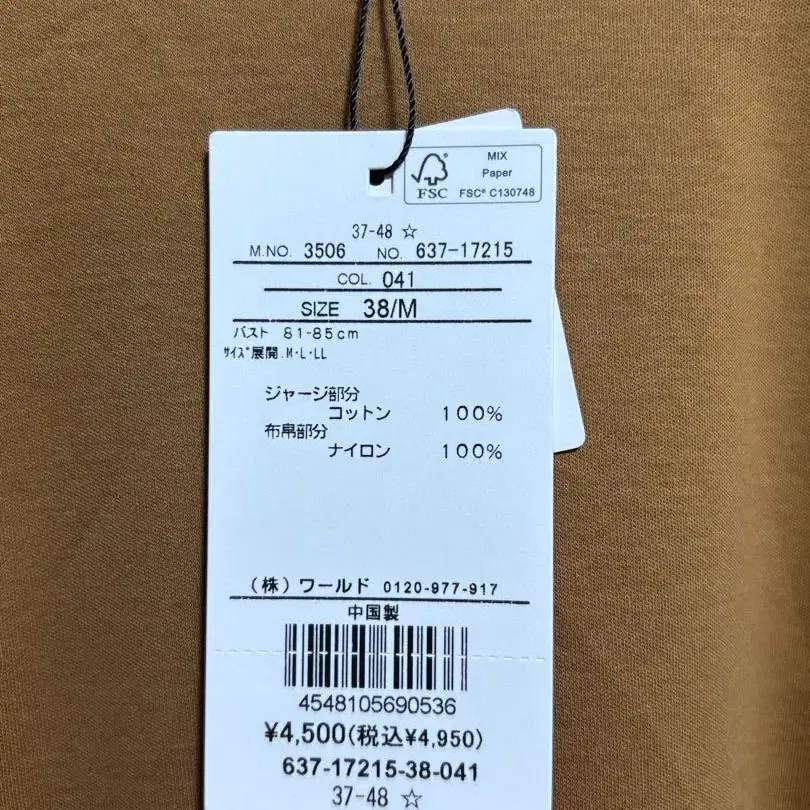 MIX
Paper
FSC
FSC® C130748
37-48 ☆
M.NO. 3506 NO. 637-17215
COL. 041
SIZE 38/M
バスト 81-85cm
サイズ展開.M・L・LL
ジャージ部分
コットン 100%
布帛部分
ナイロン 100%
(株)ワールド 0120-977-917
中国製
4548105690536
¥4,500(税込¥4,950)
637-17215-38-041
37-48 ☆